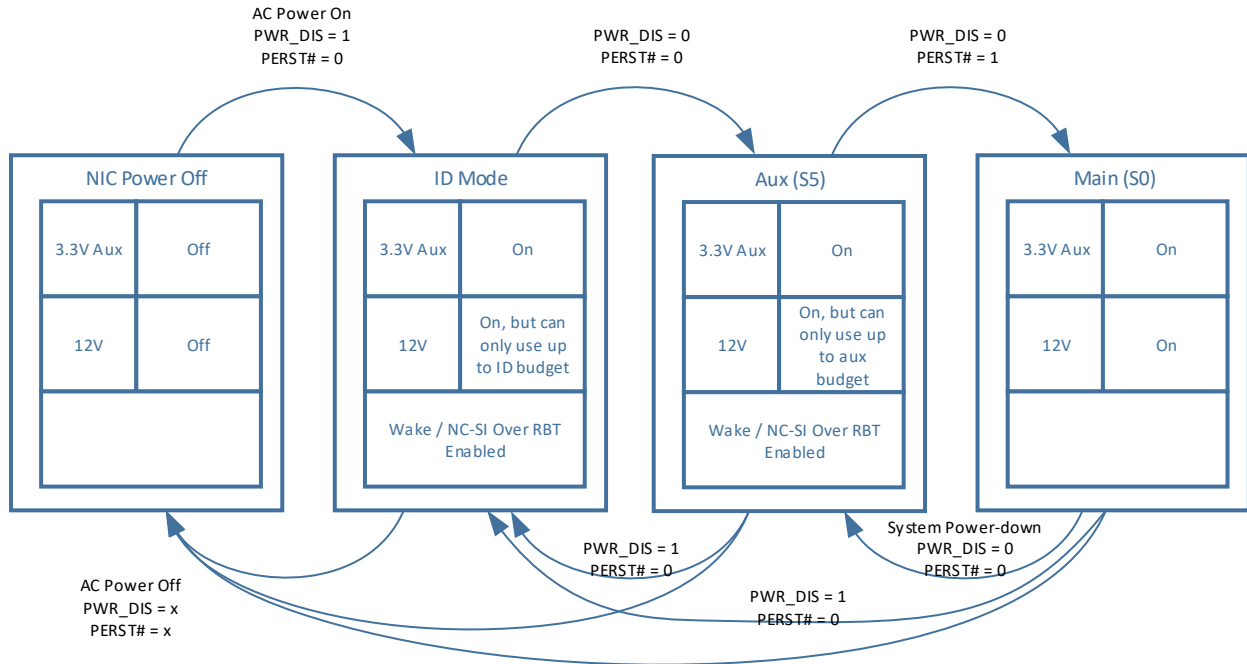 AC Power On
PWR_DIS = 1
PERST# = 0
PWR_DIS = 0
PERST# = 0
PWR_DIS = 0
PERST# = 1
NIC Power Off
3.3V Aux
Off
12V
Off
ID Mode
3.3V Aux
On
12V
On, but can
only use up
to ID budget
Wake / NC-SI Over RBT
Enabled
Aux (S5)
3.3V Aux
On
12V
On, but can
only use up
to aux
budget
Wake / NC-SI Over RBT
Enabled
Main (S0)
3.3V Aux
On
12V
On
AC Power Off
PWR_DIS = x
PERST# = x
PWR_DIS = 1
PERST# = 0
System Power-down
PWR_DIS = 0
PERST# = 0
PWR_DIS = 1
PERST# = 0